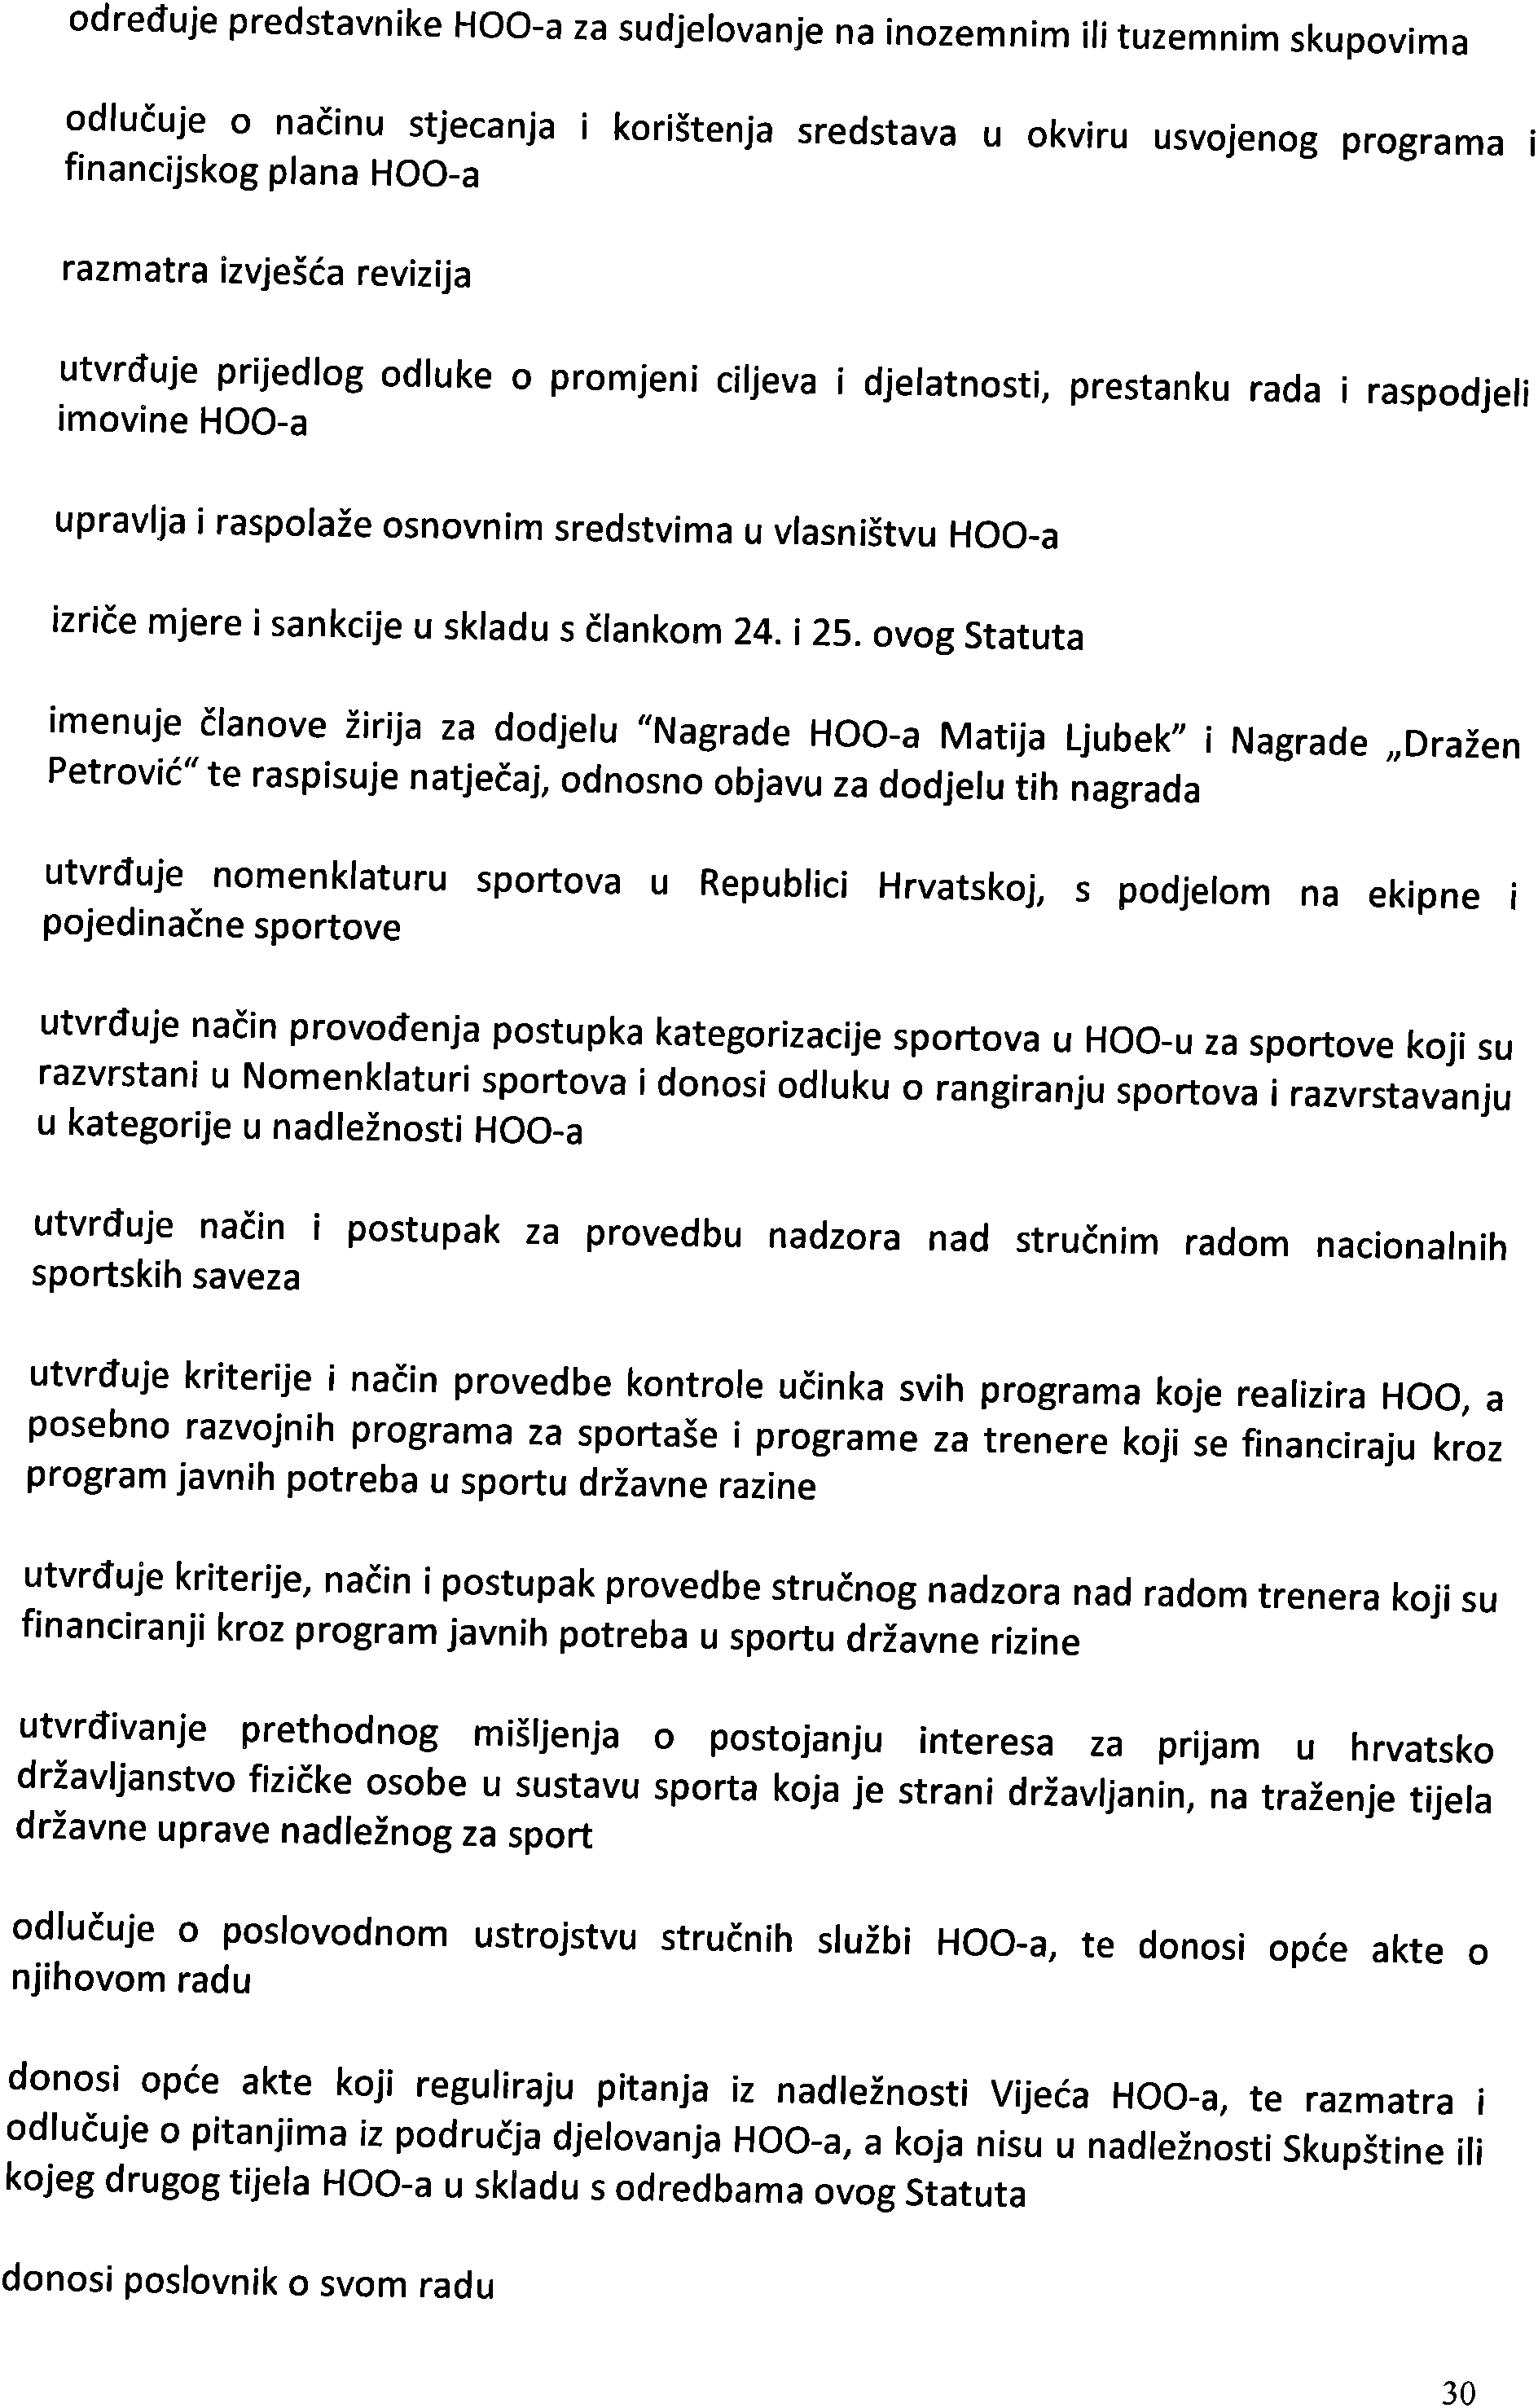 određuje predstavnike HOO-a za sudjelovanje na inozemnim ili tuzemnim skupovima
odlučuje o načinu stjecanja i korištenja sredstava u okviru usvojenog programa i
financijskog plana HOO-a
razmatra izvješća revizija
utvrđuje prijedlog odluke o promjeni ciljeva i djelatnosti, prestanku rada i raspodjeli
imovine HOO-a
upravlja i raspolaže osnovnim sredstvima u vlasništvu HOO-a
izriče mjere i sankcije u skladu s člankom 24. i 25. ovog Statuta
imenuje članove žirija za dodjelu "Nagrade HOO-a Matija Ljubek" i Nagrade „Dražen
Petrović" te raspisuje natječaj, odnosno objavu za dodjelu tih nagrada
utvrđuje nomenklaturu sportova u Republici Hrvatskoj, s podjelom na ekipne i
pojedinačne sportove
utvrđuje način provođenja postupka kategorizacije sportova u HOO-u za sportove koji su
razvrstani u Nomenklaturi sportova i donosi odluku o rangiranju sportova i razvrstavanju
u kategorije u nadležnosti HOO-a
utvrđuje način i postupak za provedbu nadzora nad stručnim radom nacionalnih
sportskih saveza
utvrđuje kriterije i način provedbe kontrole učinka svih programa koje realizira HOO, a
posebno razvojnih programa za sportaše i programe za trenere koji se financiraju kroz
program javnih potreba u sportu državne razine
utvrđuje kriterije, način i postupak provedbe stručnog nadzora nad radom trenera koji su
financiranji kroz program javnih potreba u sportu državne rizine
utvrđivanje prethodnog mišljenja o postojanju interesa za prijam u hrvatsko
državljanstvo fizičke osobe u sustavu sporta koja je strani državljanin, na traženje tijela
državne uprave nadležnog za sport
odlučuje o poslovodnom ustrojstvu stručnih službi HOO-a, te donosi opće akte o
njihovom radu
donosi opće akte koji reguliraju pitanja iz nadležnosti Vijeća HOO-a, te razmatra i
odlučuje o pitanjima iz područja djelovanja HOO-a, a koja nisu u nadležnosti Skupštine ili
kojeg drugog tijela HOO-a u skladu s odredbama ovog Statuta
donosi poslovnik o svom radu
30